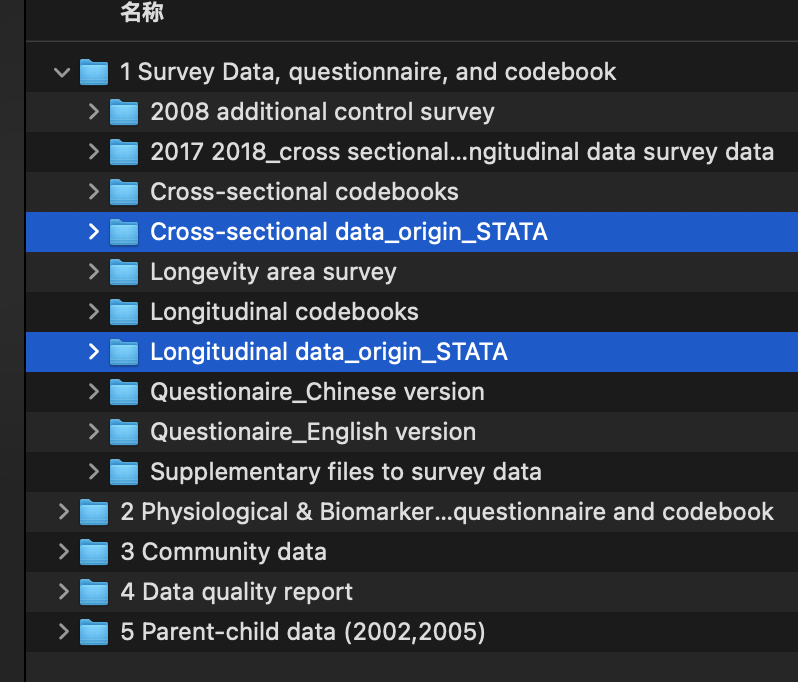 名称
1 Survey Data, questionnaire, and codebook
2008 additional control survey
2017 2018_cross sectional...ngitudinal data survey data
Cross-sectional codebooks
Cross-sectional data_origin_STATA
Longevity area survey
Longitudinal codebooks
Longitudinal data_origin_STATA
Questionaire_Chinese version
Questionaire_English version
Supplementary files to survey data
2 Physiological & Biomarker...questionnaire and codebook
3 Community data
4 Data quality report
5 Parent-child data (2002,2005)